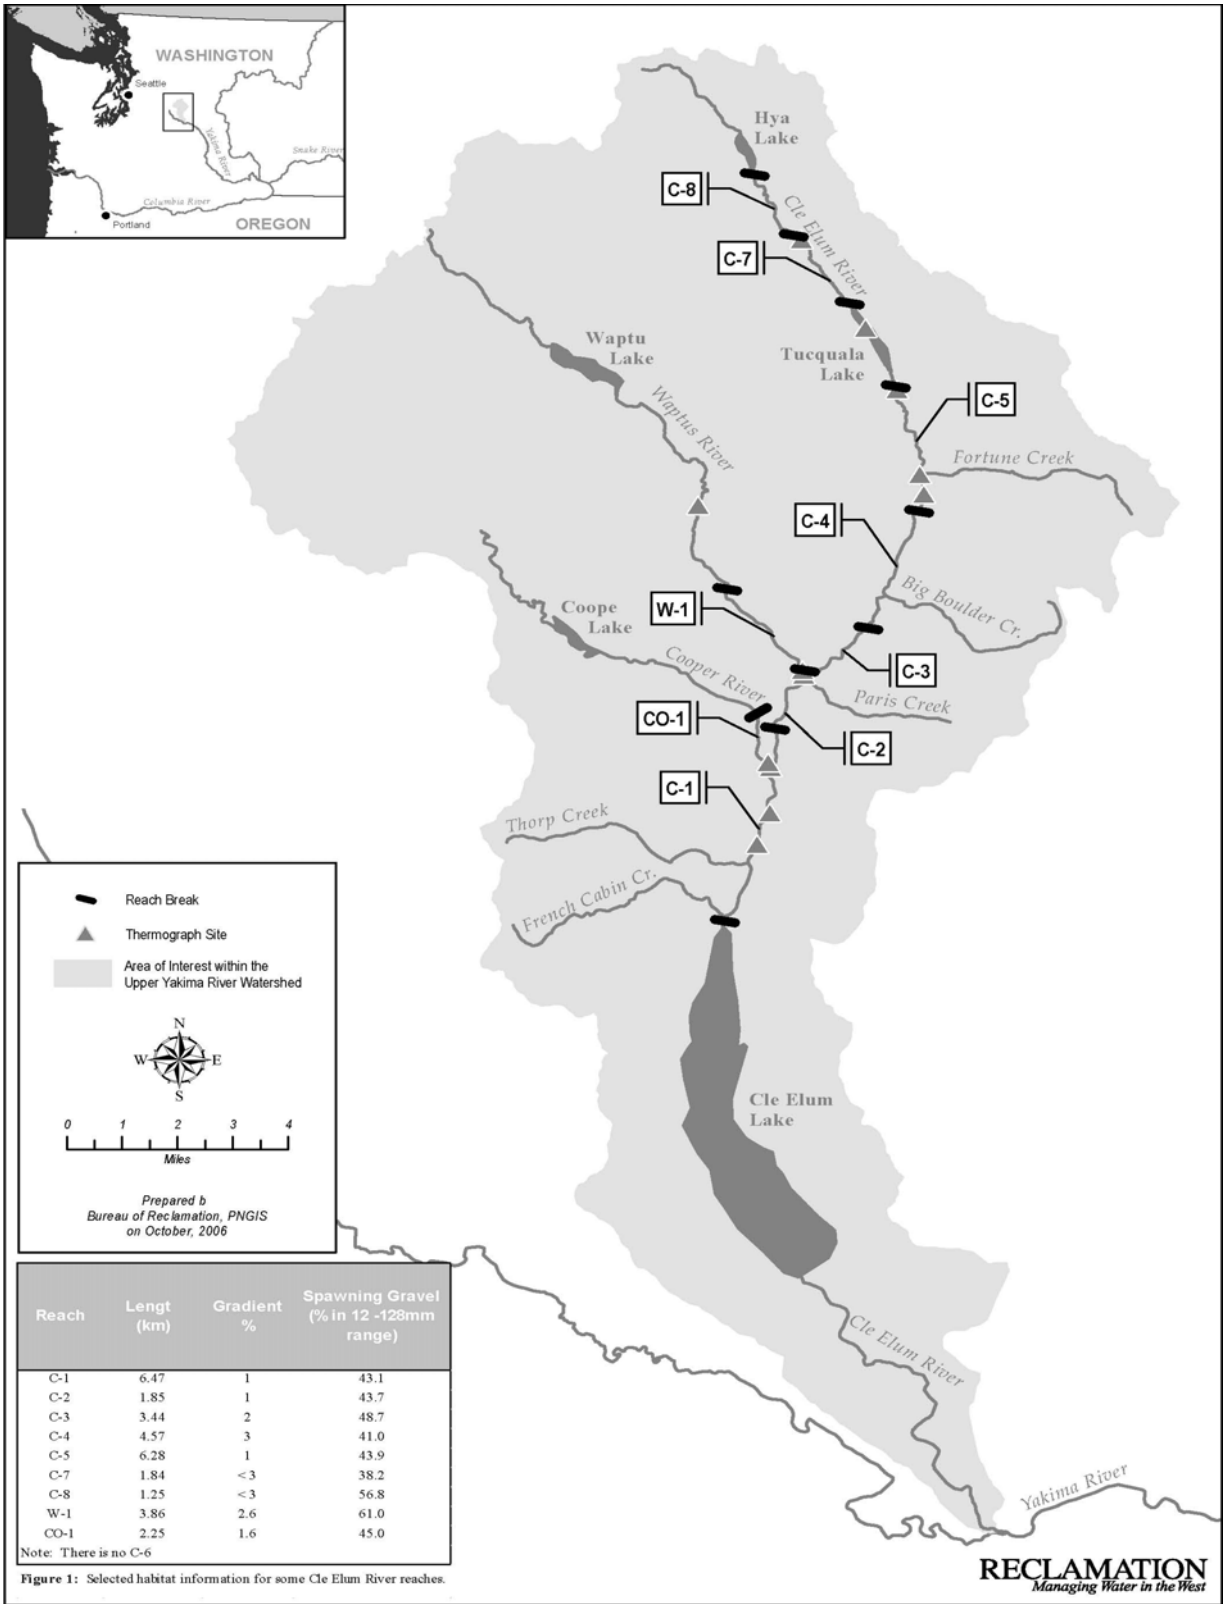 WASHINGTON
Seattle
Yakima River
Snake River
Columbia River
Portland
OREGON
Hya
Lake
C-8
Cle Elum River
C-7
Waptu
Lake
Tucquala
Lake
Waptus River
C-5
Fortune Creek
C-4
Big Boulder Cr.
W-1
Coope
Lake
Cooper River
C-3
Paris Creek
CO-1
C-2
C-1
Thorp Creek
French Cabin Cr.
Cle Elum
Lake
Cle Elum River
Yakima River
Reach Break
Thermograph Site
Area of Interest within the
Upper Yakima River Watershed
N
W E
S
0 1 2 3 4
Miles
Prepared b
Bureau of Reclamation, PNGIS
on October, 2006
Reach Lengt (km) Gradient % Spawning Gravel (% in 12 -128mm range)
C-1 6.47 1 43.1
C-2 1.85 1 43.7
C-3 3.44 2 48.7
C-4 4.57 3 41.0
C-5 6.28 1 43.9
C-7 1.84 <3 38.2
C-8 1.25 <3 56.8
W-1 3.86 2.6 61.0
CO-1 2.25 1.6 45.0
Note: There is no C-6
Figure 1: Selected habitat information for some Cle Elum River reaches.
RECLAMATION
Managing Water in the West